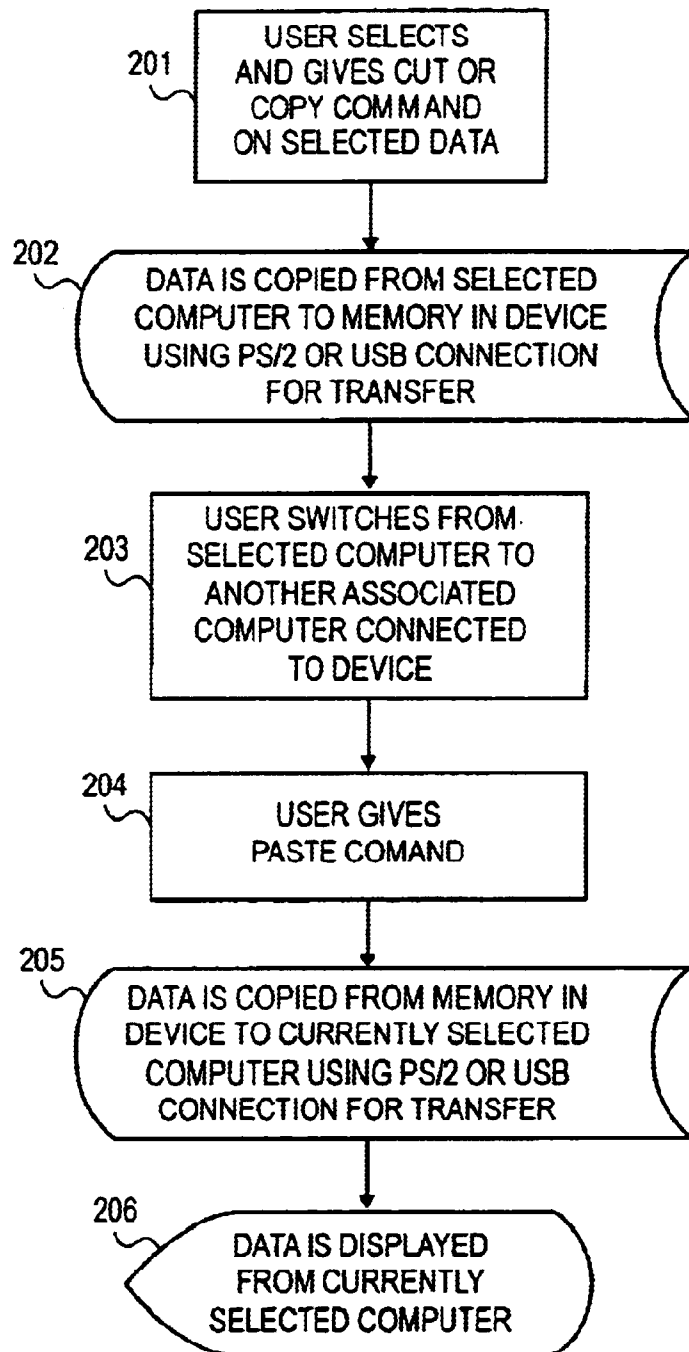 201
USER SELECTS
AND GIVES CUT OR
COPY COMMAND
ON SELECTED DATA
202
DATA IS COPIED FROM SELECTED
COMPUTER TO MEMORY IN DEVICE
USING PS/2 OR USB CONNECTION
FOR TRANSFER
203
USER SWITCHES FROM
SELECTED COMPUTER TO
ANOTHER ASSOCIATED
COMPUTER CONNECTED
TO DEVICE
204
USER GIVES
PASTE COMAND
205
DATA IS COPIED FROM MEMORY IN
DEVICE TO CURRENTLY SELECTED
COMPUTER USING PS/2 OR USB
CONNECTION FOR TRANSFER
206
DATA IS DISPLAYED
FROM CURRENTLY
SELECTED COMPUTER